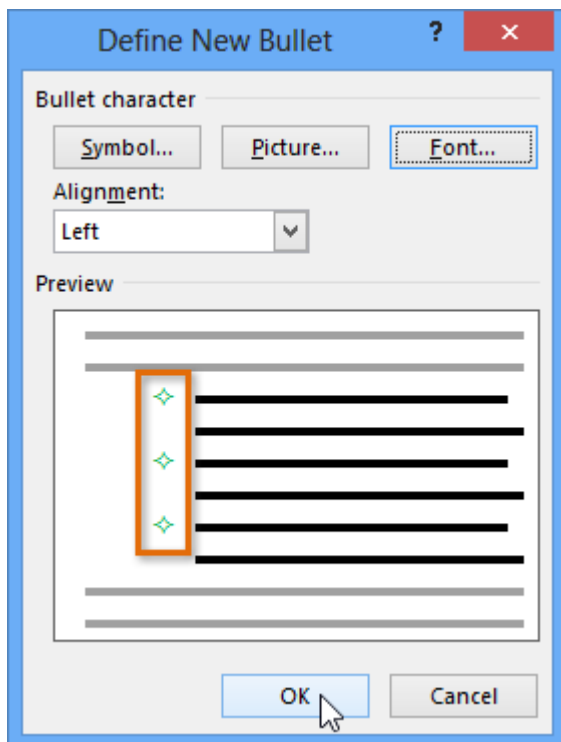 Define New Bullet ? ×
Bullet character
Symbol... Picture... Font...
Alignment:
Left
Preview
OK Cancel